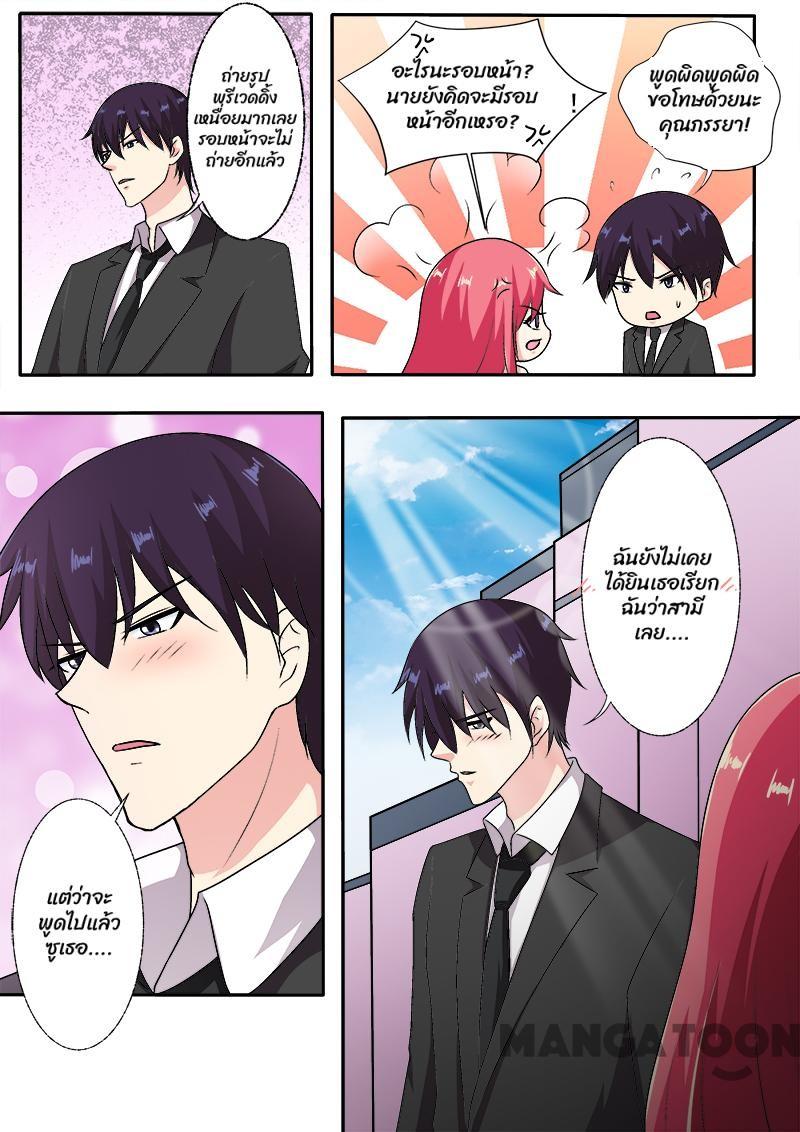 ถ่ายรูป
พรีเวดดิ้ง
เหนื่อยมากเลย
รอบหน้าจะไม่
ถ่ายอีกแล้ว
อะไรนะรอบหน้า?
นายยังคิดจะมีรอบ
หน้าอีกเหรอ?
!
พูดผิดพูดผิด
ขอโทษด้วยนะ
คุณภรรยา!
แต่ว่าจะ
พูดไปแล้ว
ซูเธอ....
ฉันยังไม่เคย
ได้ยินเธอเรียก
ฉันว่าสามี
เลย....
MANGATOON